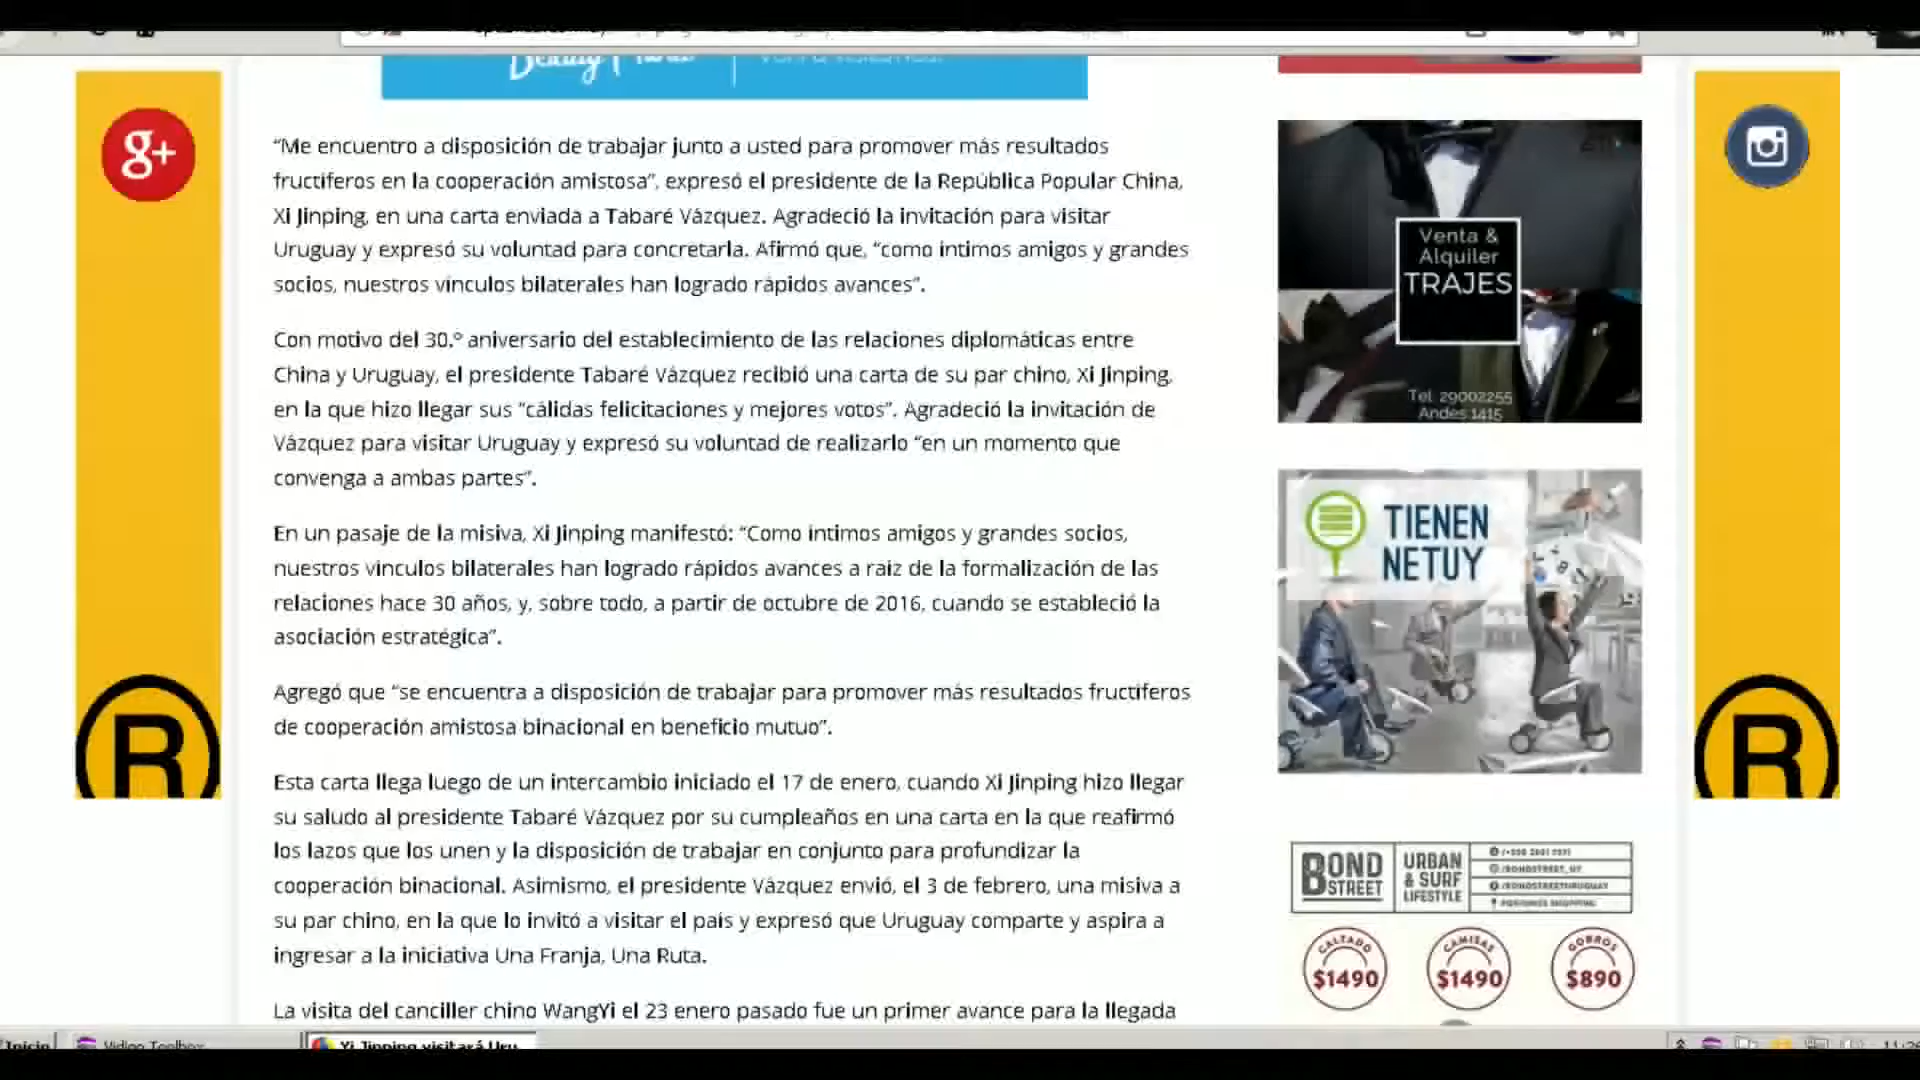 g+
“Me encuentro a disposición de trabajar junto a usted para promover más resultados
fructíferos en la cooperación amistosa”, expresó el presidente de la República Popular China,
Xi Jinping, en una carta enviada a Tabaré Vázquez. Agradeció la invitación para visitar
Uruguay y expresó su voluntad para concretarla. Afirmó que, “como íntimos amigos y grandes
socios, nuestros vínculos bilaterales han logrado rápidos avances”.
Con motivo del 30.º aniversario del establecimiento de las relaciones diplomáticas entre
China y Uruguay, el presidente Tabaré Vázquez recibió una carta de su par chino, Xi Jinping,
en la que hizo llegar sus “cálidas felicitaciones y mejores votos”. Agradeció la invitación de
Vázquez para visitar Uruguay y expresó su voluntad de realizarlo “en un momento que
convenga a ambas partes”.
En un pasaje de la misiva, Xi Jinping manifestó: “Como íntimos amigos y grandes socios,
nuestros vínculos bilaterales han logrado rápidos avances a raíz de la formalización de las
relaciones hace 30 años, y, sobre todo, a partir de octubre de 2016, cuando se estableció la
asociación estratégica”.
Agregó que “se encuentra a disposición de trabajar para promover más resultados fructíferos
de cooperación amistosa binacional en beneficio mutuo”.
Esta carta llega luego de un intercambio iniciado el 17 de enero, cuando Xi Jinping hizo llegar
su saludo al presidente Tabaré Vázquez por su cumpleaños en una carta en la que reafirmó
los lazos que los unen y la disposición de trabajar en conjunto para profundizar la
cooperación binacional. Asimismo, el presidente Vázquez envió, el 3 de febrero, una misiva a
su par chino, en la que lo invitó a visitar el país y expresó que Uruguay comparte y aspira a
ingresar a la iniciativa Una Franja, Una Ruta.
La visita del canciller chino WangYi el 23 enero pasado fue un primer avance para la llegada
Venta &
Alquiler
TRAJES
Tel. 29002255
Andes 1415
TIENEN
NETUY
BOND
STREET
URBAN
& SURF
LIFESTYLE
/BONDSTREET_UY
/BONDSTREETURUGUAY
CALZADO
$1490
CAMISAS
$1490
GORROS
$890
R
R
Inicio
Vidigo Toolbox
Xi Jinping visitará Uru